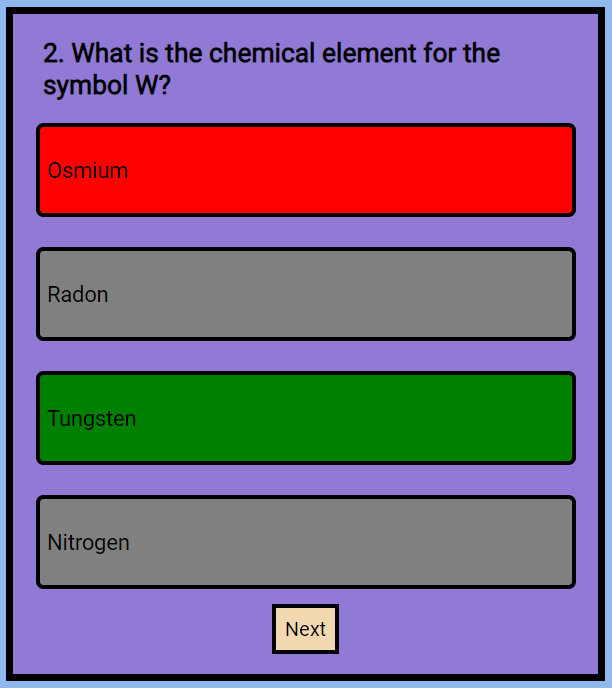 2. What is the chemical element for the
symbol W?
Osmium
Radon
Tungsten
Nitrogen
Next